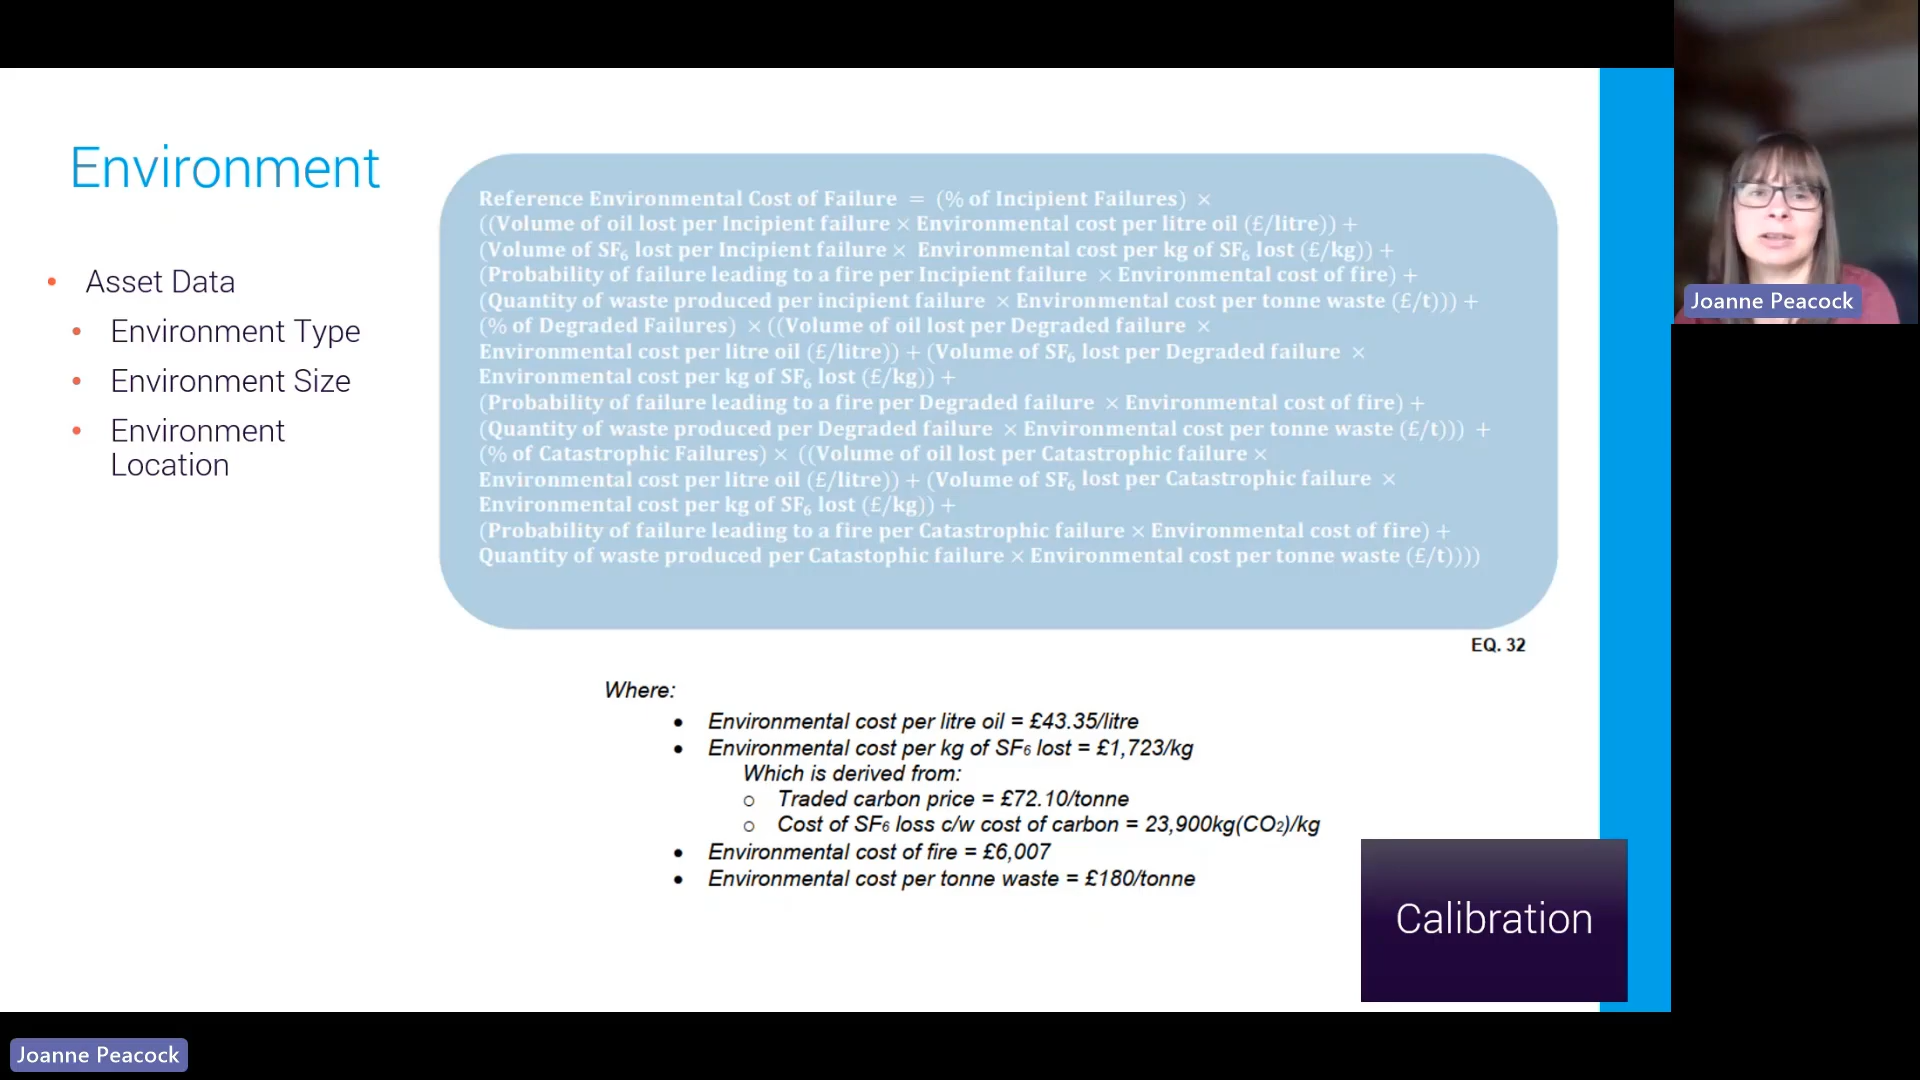 Environment
• Asset Data
• Environment Type
• Environment Size
• Environment
Location
Reference Environmental Cost of Failure = (% of Incipient Failures) ×
((Volume of oil lost per Incipient failure × Environmental cost per litre oil (£/litre)) +
(Volume of SF₆ lost per Incipient failure × Environmental cost per kg of SF₆ lost (£/kg)) +
(Probability of failure leading to a fire per Incipient failure × Environmental cost of fire) +
(Quantity of waste produced per incipient failure × Environmental cost per tonne waste (£/t))) +
(% of Degraded Failures) × ((Volume of oil lost per Degraded failure ×
Environmental cost per litre oil (£/litre)) + (Volume of SF₆ lost per Degraded failure ×
Environmental cost per kg of SF₆ lost (£/kg)) +
(Probability of failure leading to a fire per Degraded failure × Environmental cost of fire) +
(Quantity of waste produced per Degraded failure × Environmental cost per tonne waste (£/t))) +
(% of Catastrophic Failures) × ((Volume of oil lost per Catastrophic failure ×
Environmental cost per litre oil (£/litre)) + (Volume of SF₆ lost per Catastrophic failure ×
Environmental cost per kg of SF₆ lost (£/kg)) +
(Probability of failure leading to a fire per Catastrophic failure × Environmental cost of fire) +
Quantity of waste produced per Catastophic failure × Environmental cost per tonne waste (£/t))))
EQ. 32
Where:
• Environmental cost per litre oil = £43.35/litre
• Environmental cost per kg of SF₆ lost = £1,723/kg
Which is derived from:
○ Traded carbon price = £72.10/tonne
○ Cost of SF₆ loss c/w cost of carbon = 23,900kg(CO₂)/kg
• Environmental cost of fire = £6,007
• Environmental cost per tonne waste = £180/tonne
Calibration
Joanne Peacock
Joanne Peacock